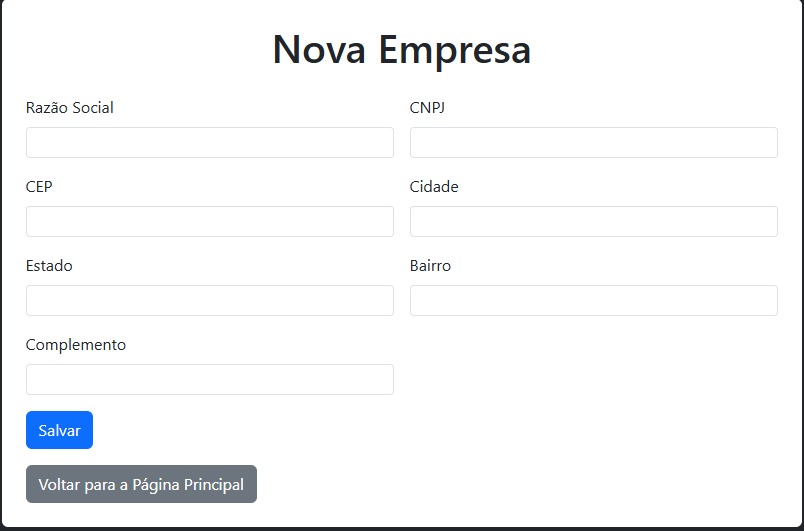 Nova Empresa
Razão Social
CNPJ
CEP
Cidade
Estado
Bairro
Complemento
Salvar
Voltar para a Página Principal